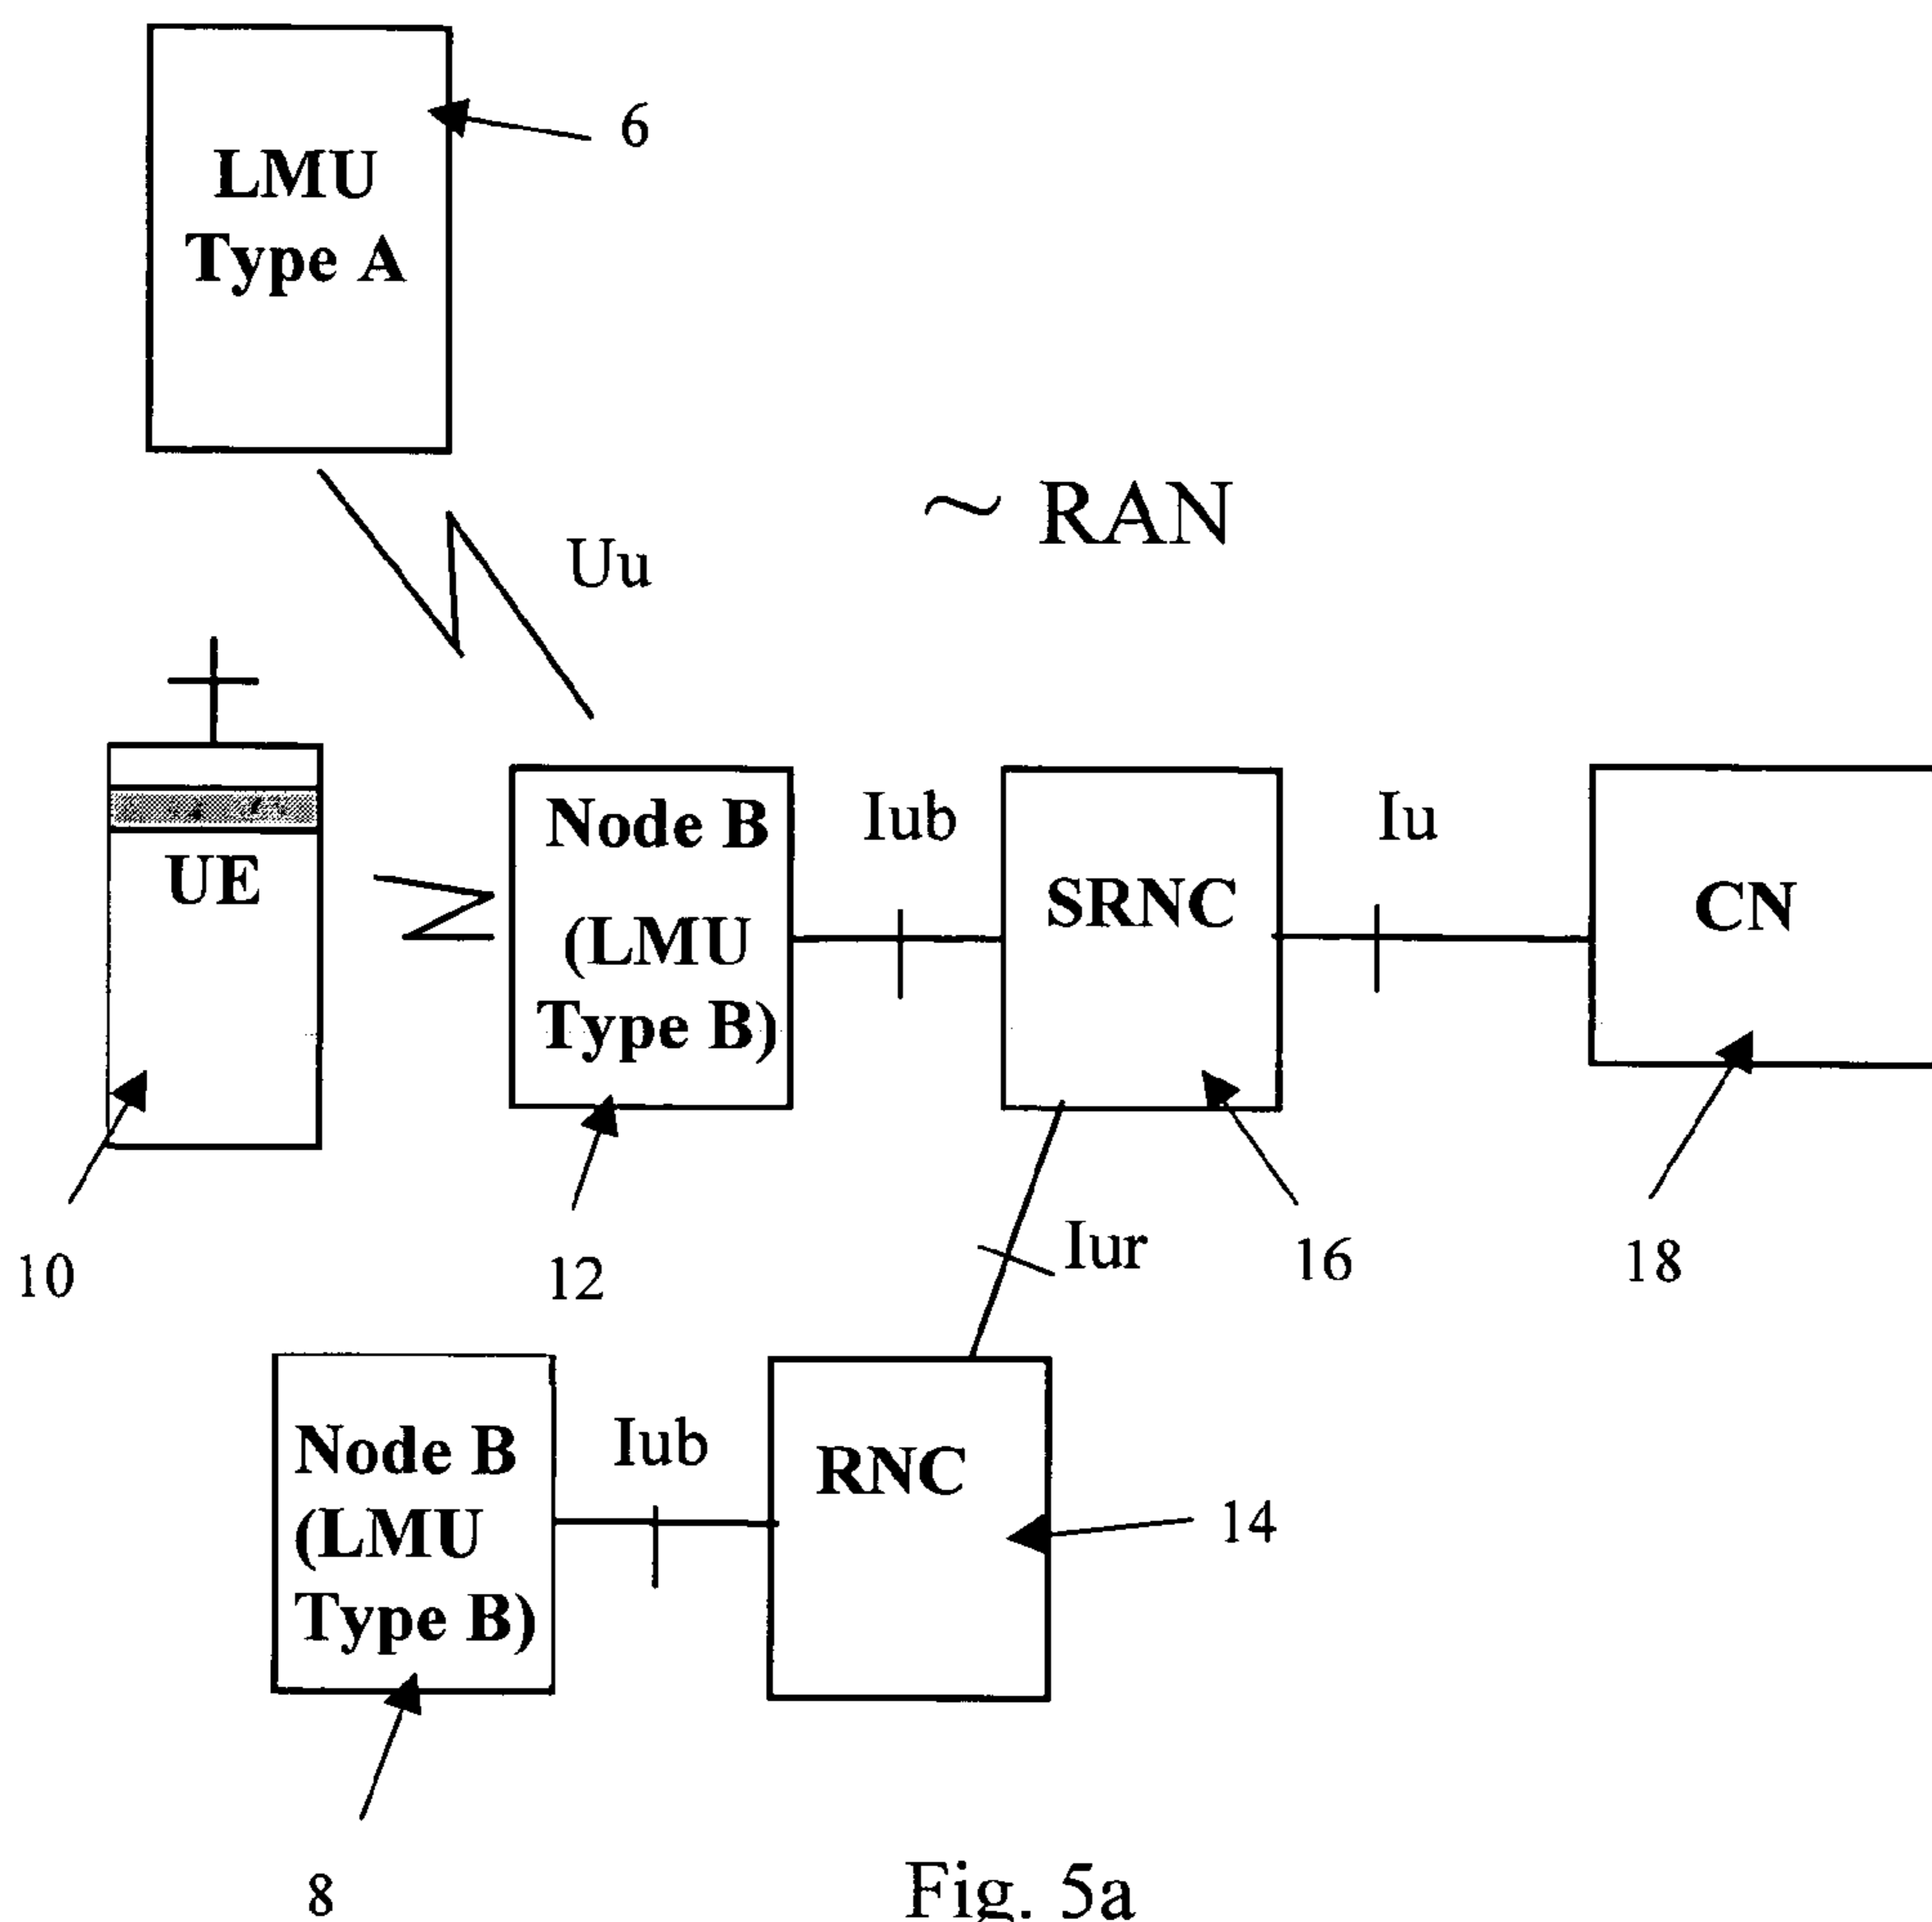 6
LMU
Type A
~ RAN
Uu
Node B
(LMU
Type B)
Iub
SRNC
Iu
CN
UE
10
12
Iur
16
18
Node B
(LMU
Type B)
Iub
RNC
14
8
Fig. 5a